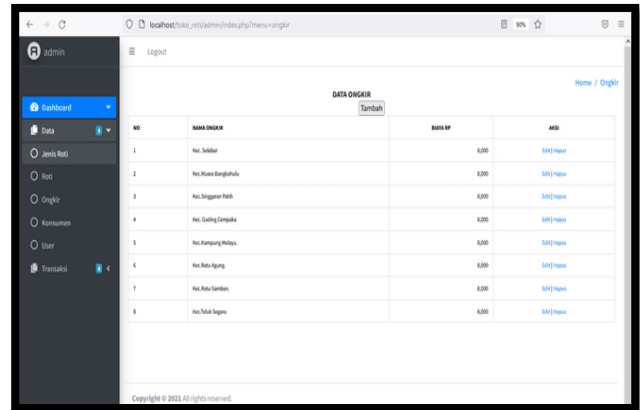 localhost/toko_roti/admin/index.php?menu=ongkir
90%
admin
Logout
Home / Ongkir
Dashboard
Data
Jenis Roti
Roti
Ongkir
Konsumen
User
Transaksi
DATA ONGKIR
Tambah
NO NAMA ONGKIR BIAYA RP AKSI
1 Kec. Selebar 8,000 Edit | Hapus
2 Kec.Muara Bangkahulu 8,000 Edit | Hapus
3 Kec.Singgaran Patih 8,000 Edit | Hapus
4 Kec. Gading Cempaka 8,000 Edit | Hapus
5 Kec.Kampung Melayu. 8,000 Edit | Hapus
6 Kec.Ratu Agung. 8,000 Edit | Hapus
7 Kec.Ratu Samban. 8,000 Edit | Hapus
8 Kec.Teluk Segara 8,000 Edit | Hapus
Copyright © 2021 All rights reserved.